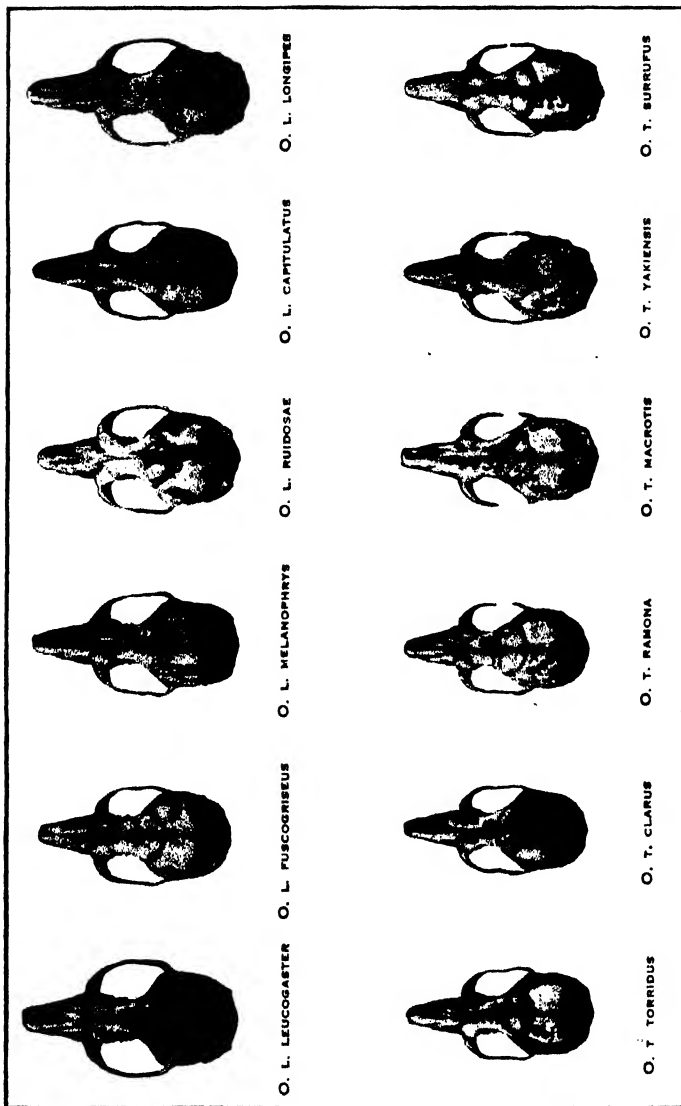 O. L. LEUCOGASTER
O. L. FUSCOGRISEUS
O. L. MELANOPHRYS
O. L. RUIDOSAE
O. L. CAPITULATUS
O. L. LONGIPES
O. T TORRIDUS
O. T. CLARUS
O. T. RAMONA
O. T. MACROTIS
O. T. YAKIENSIS
O. T. SURRUFUS